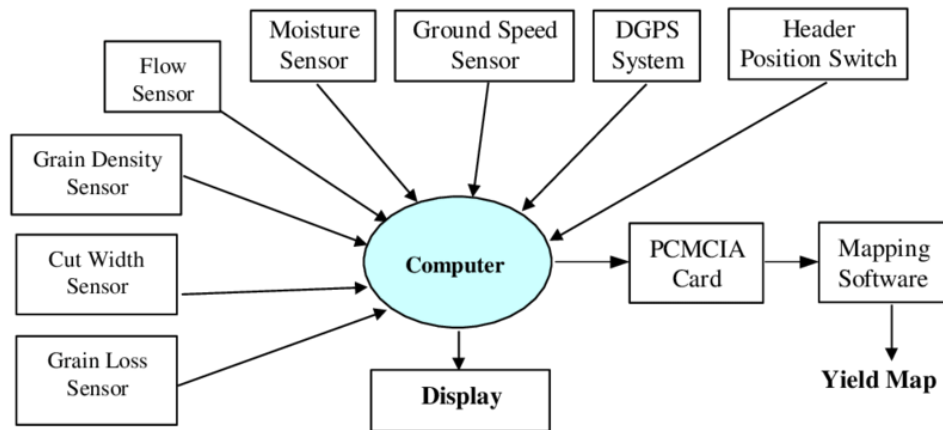 Moisture
Sensor
Ground Speed
Sensor
DGPS
System
Header
Position Switch
Flow
Sensor
Grain Density
Sensor
Cut Width
Sensor
Grain Loss
Sensor
Computer
PCMCIA
Card
Mapping
Software
Display
Yield Map